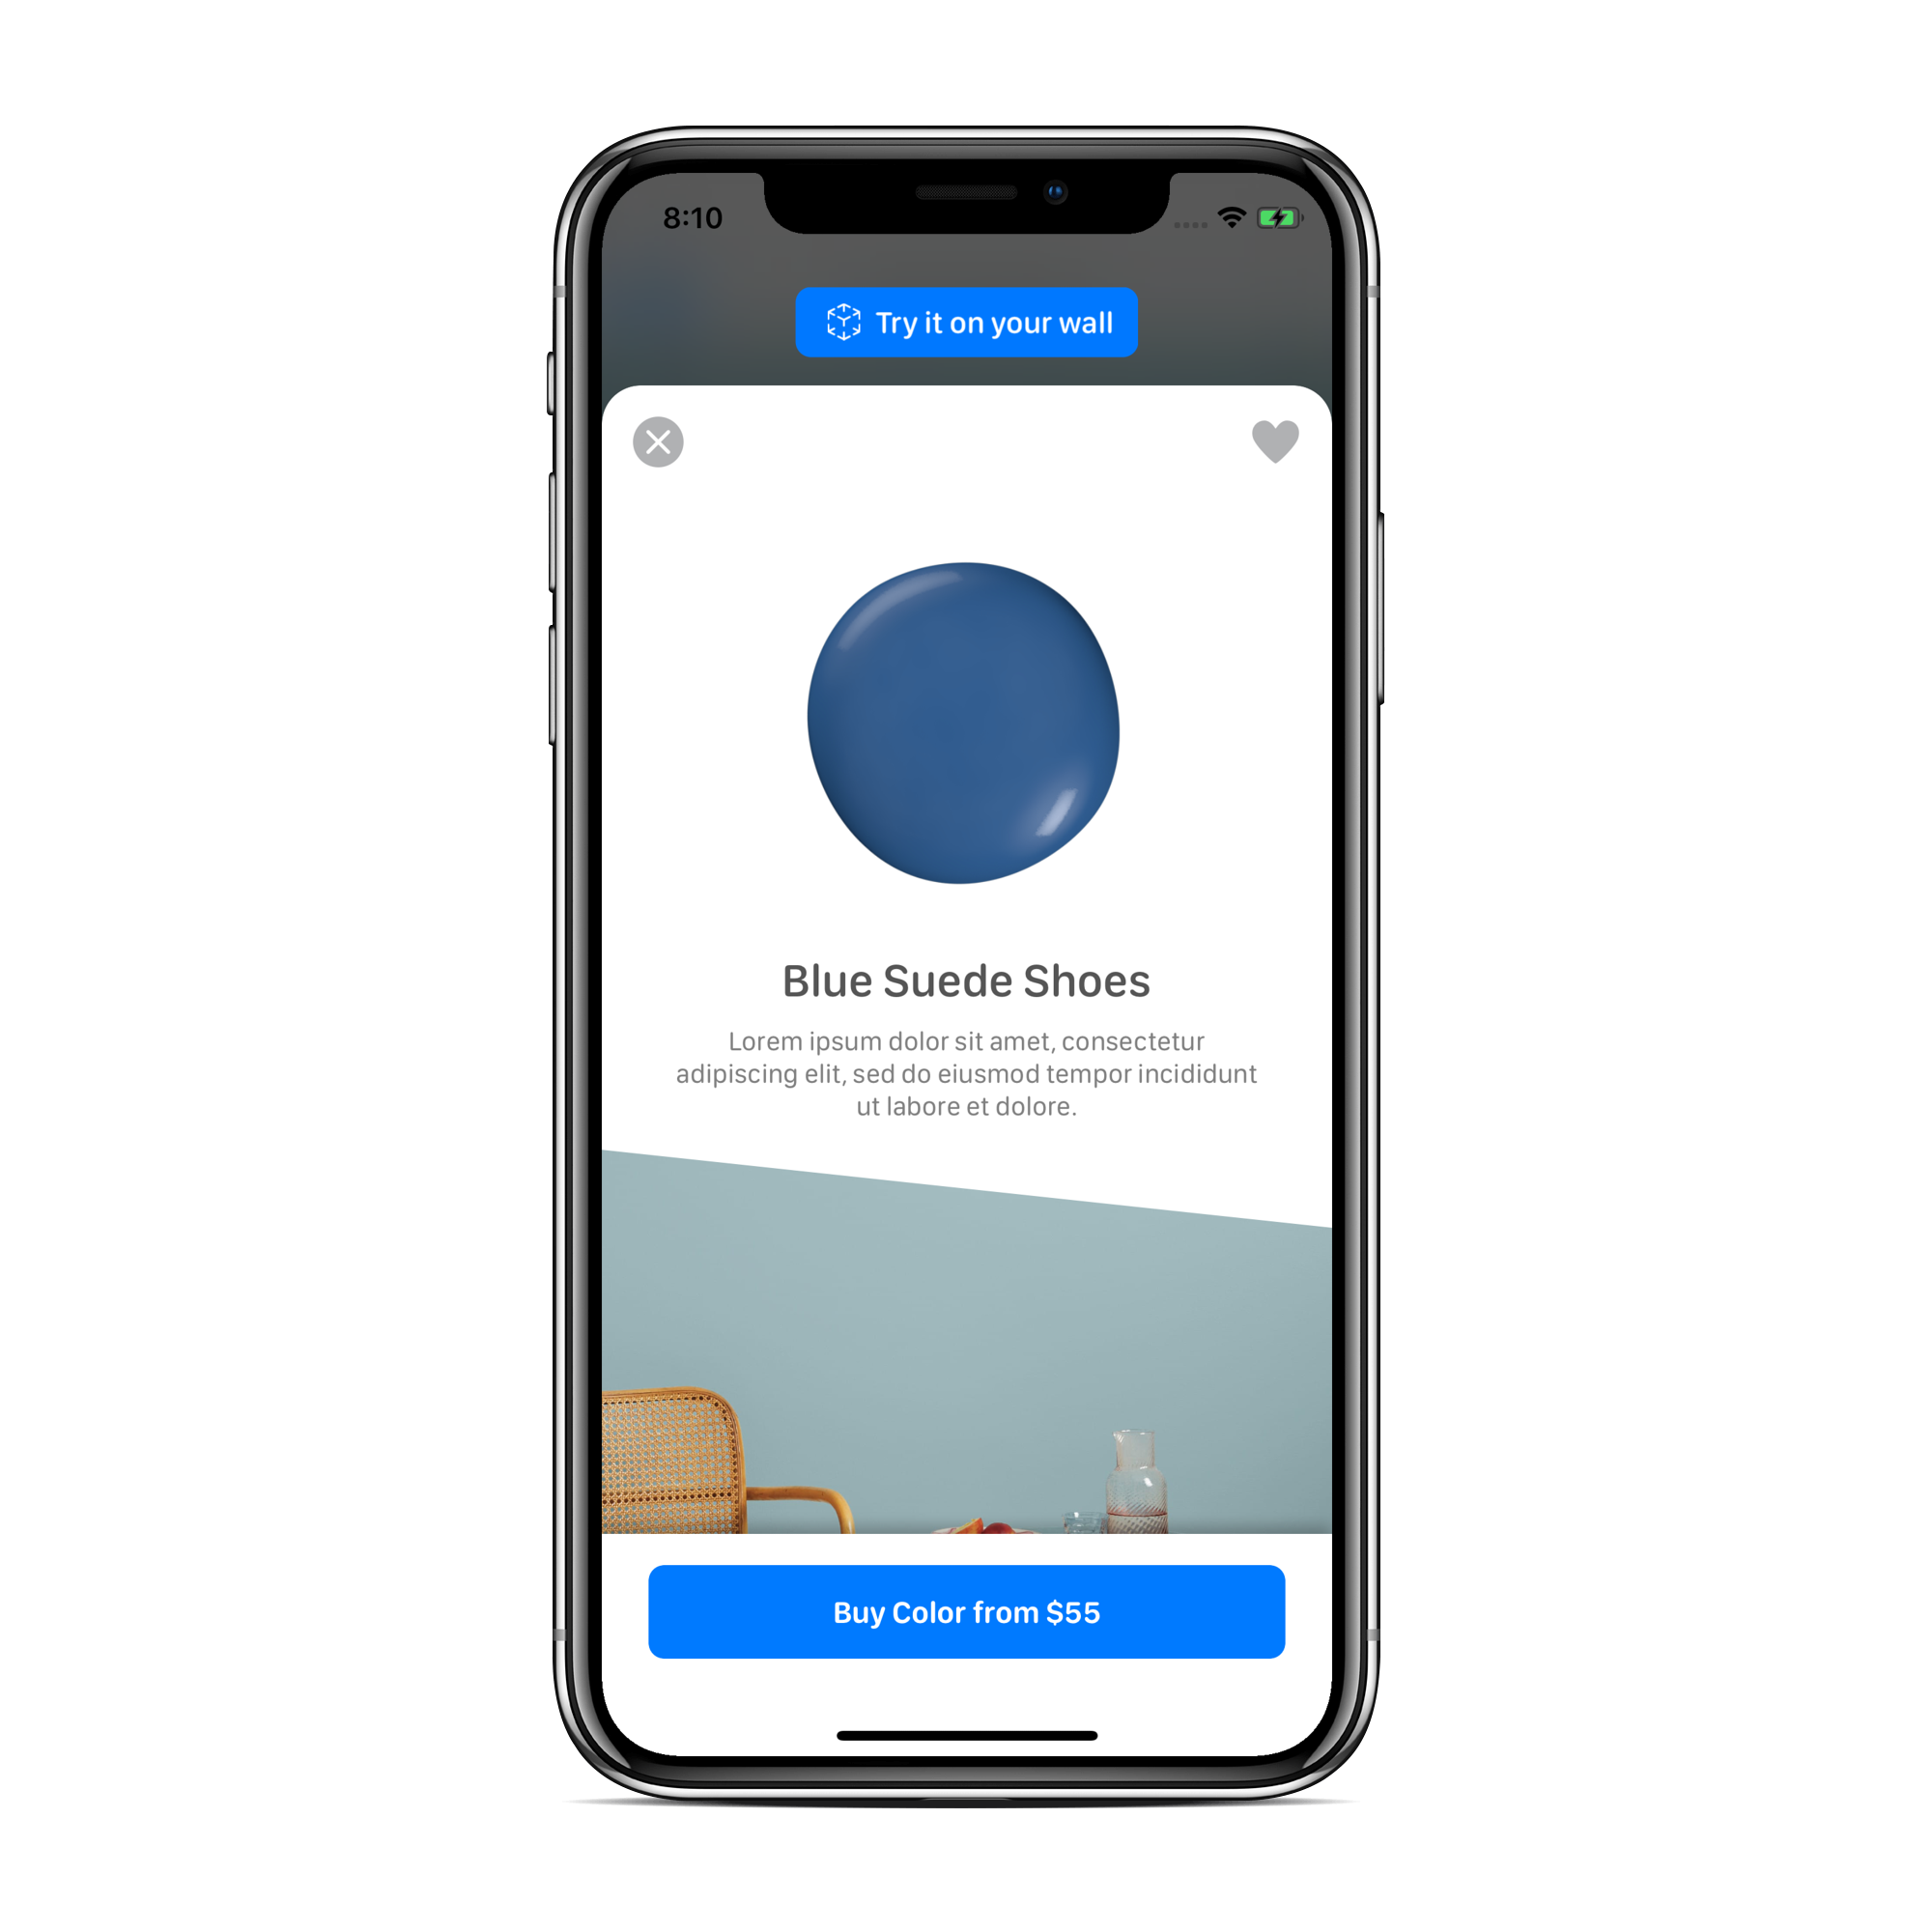 8:10
Try it on your wall
Blue Suede Shoes
Lorem ipsum dolor sit amet, consectetur
adipiscing elit, sed do eiusmod tempor incididunt
ut labore et dolore.
Buy Color from $55